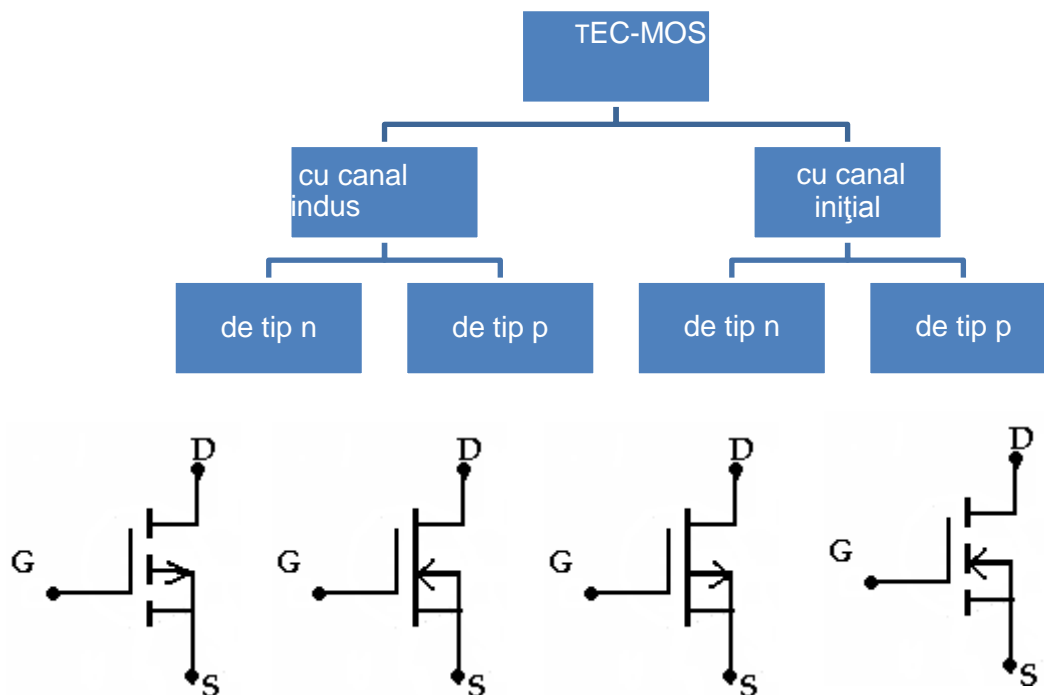 TEC-MOS
cu canal
indus
cu canal
iniţial
de tip n
de tip p
de tip n
de tip p
D
D
D
D
G
G
G
G
S
S
S
S